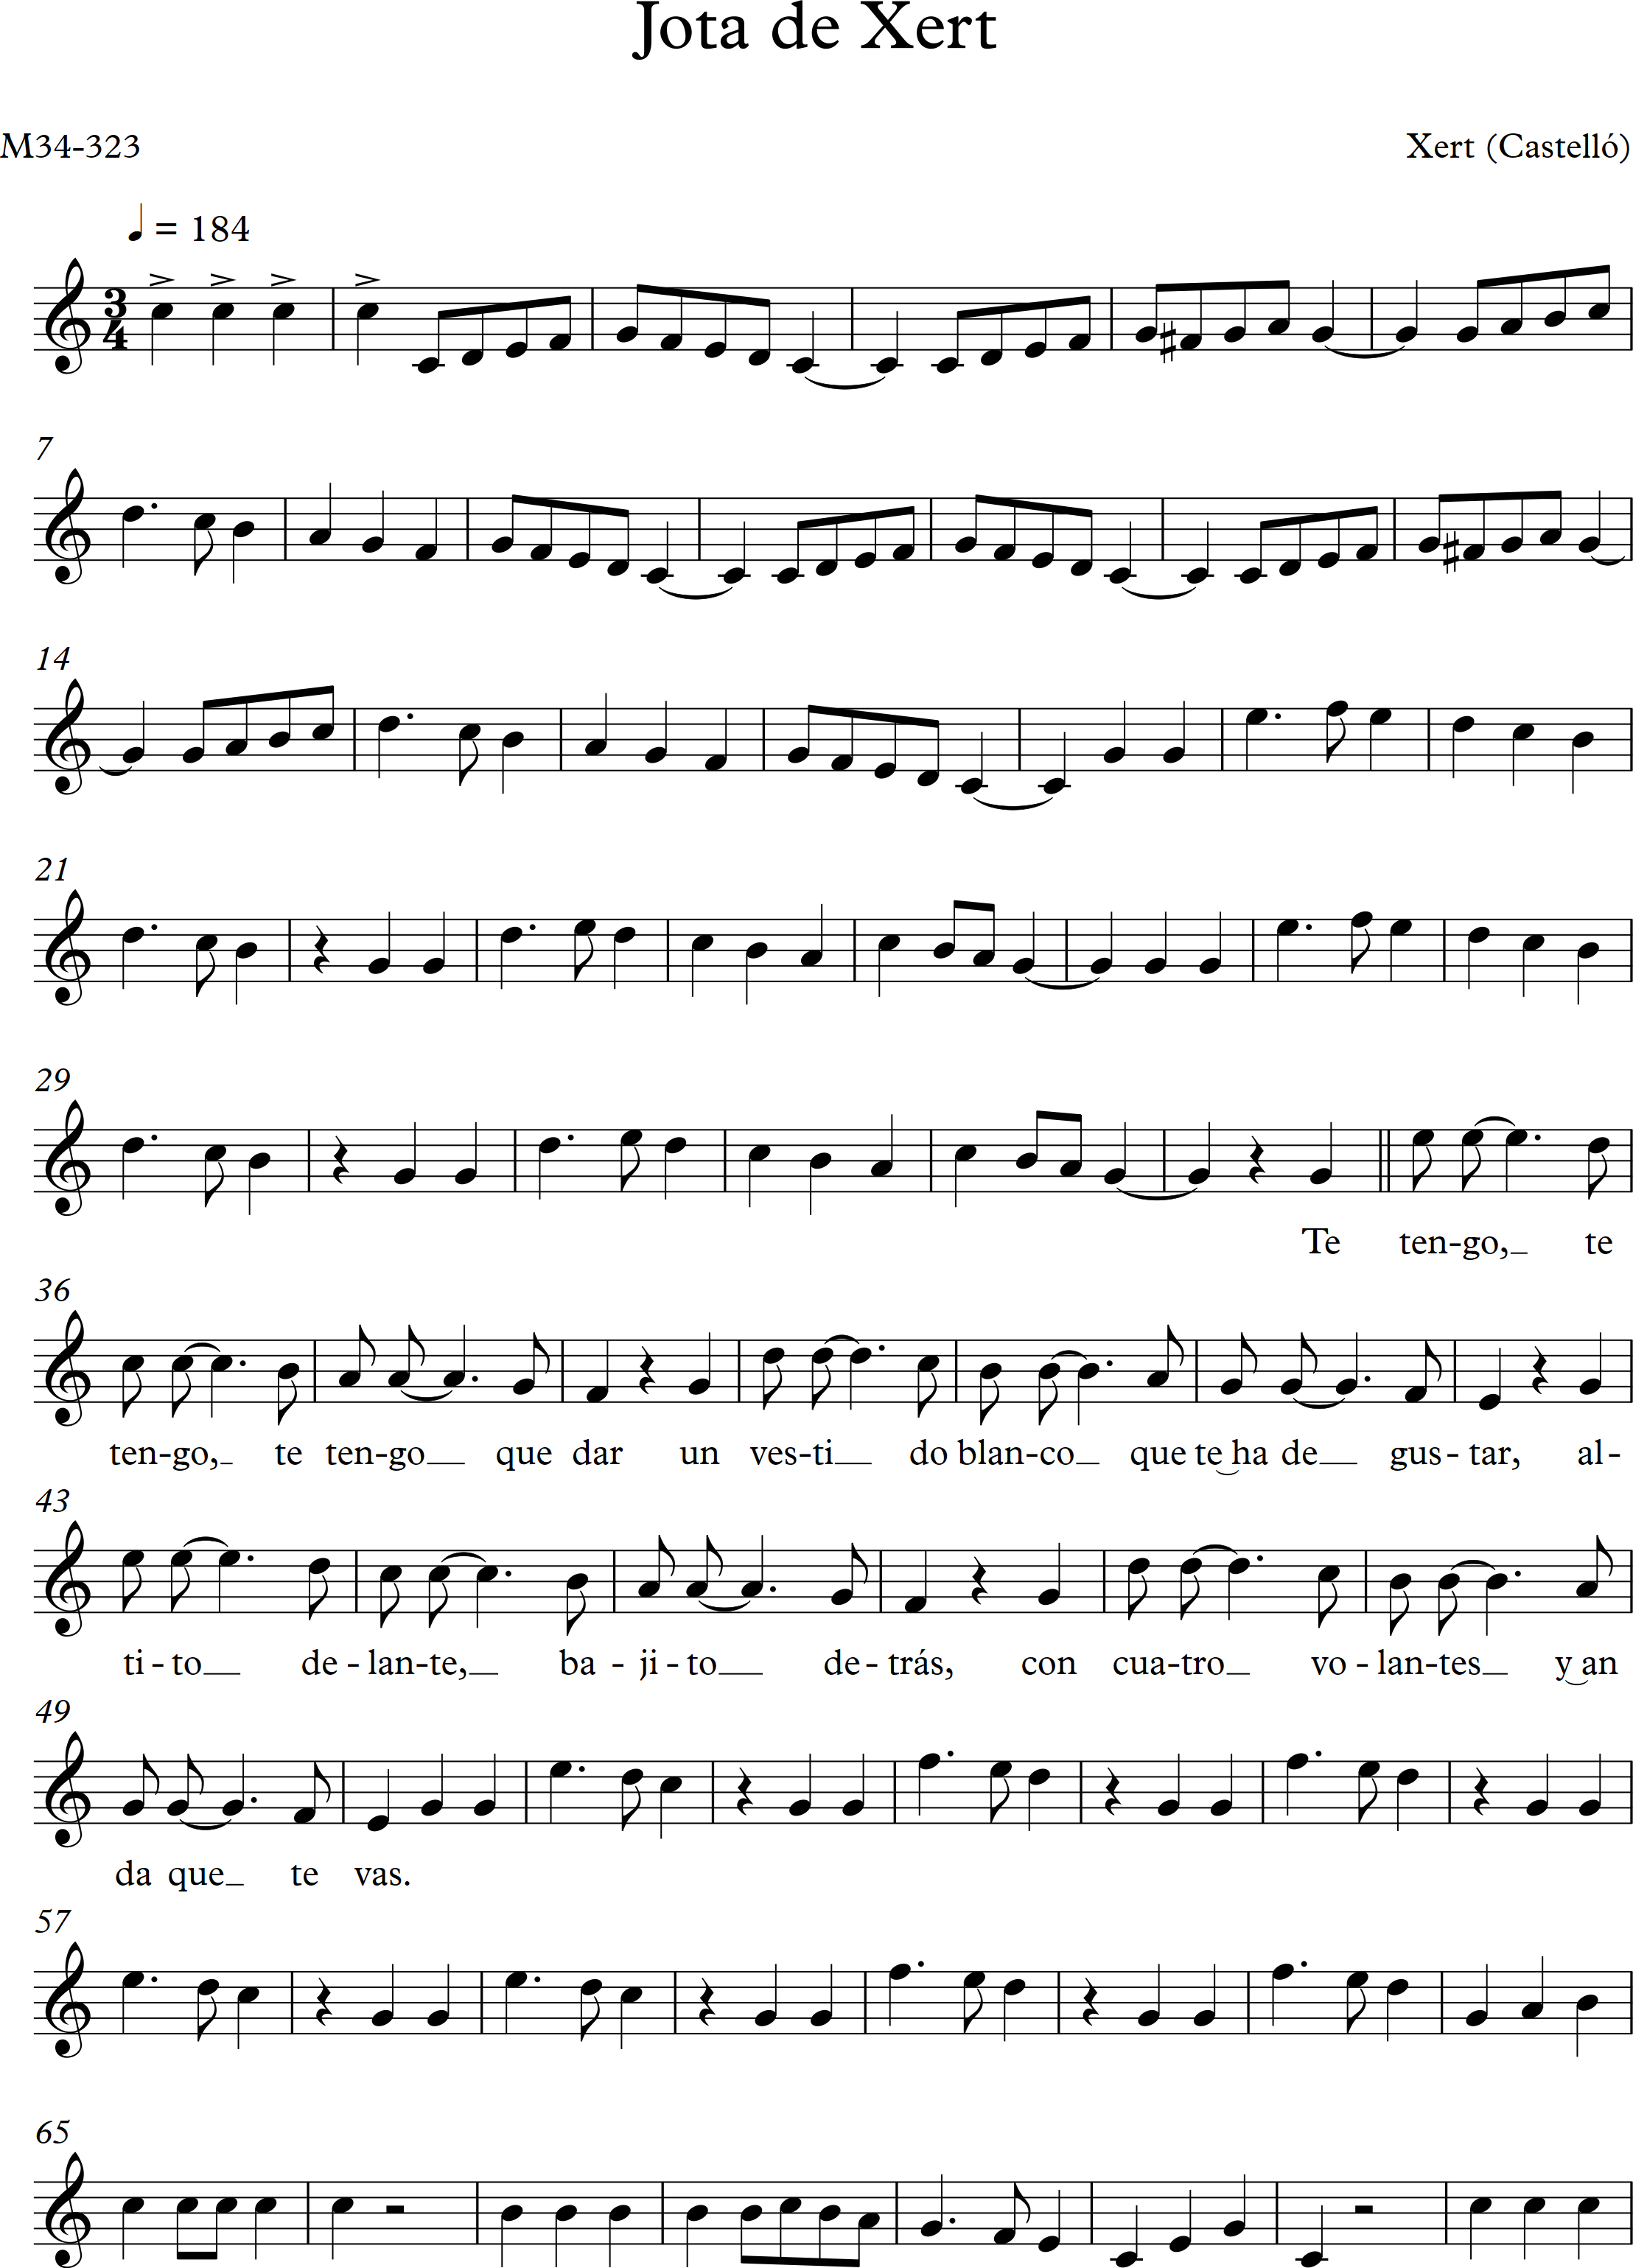 Jota de Xert
M34-323
Xert (Castelló)
♩ = 184
3
4
7
14
21
29
Te ten-go, te
36
ten-go, te ten-go que dar un ves-ti do blan-co que te‿ha de gus - tar, al-
43
ti - to de - lan-te, ba - ji - to de - trás, con cua-tro vo - lan-tes y‿an
49
da que te vas.
57
65